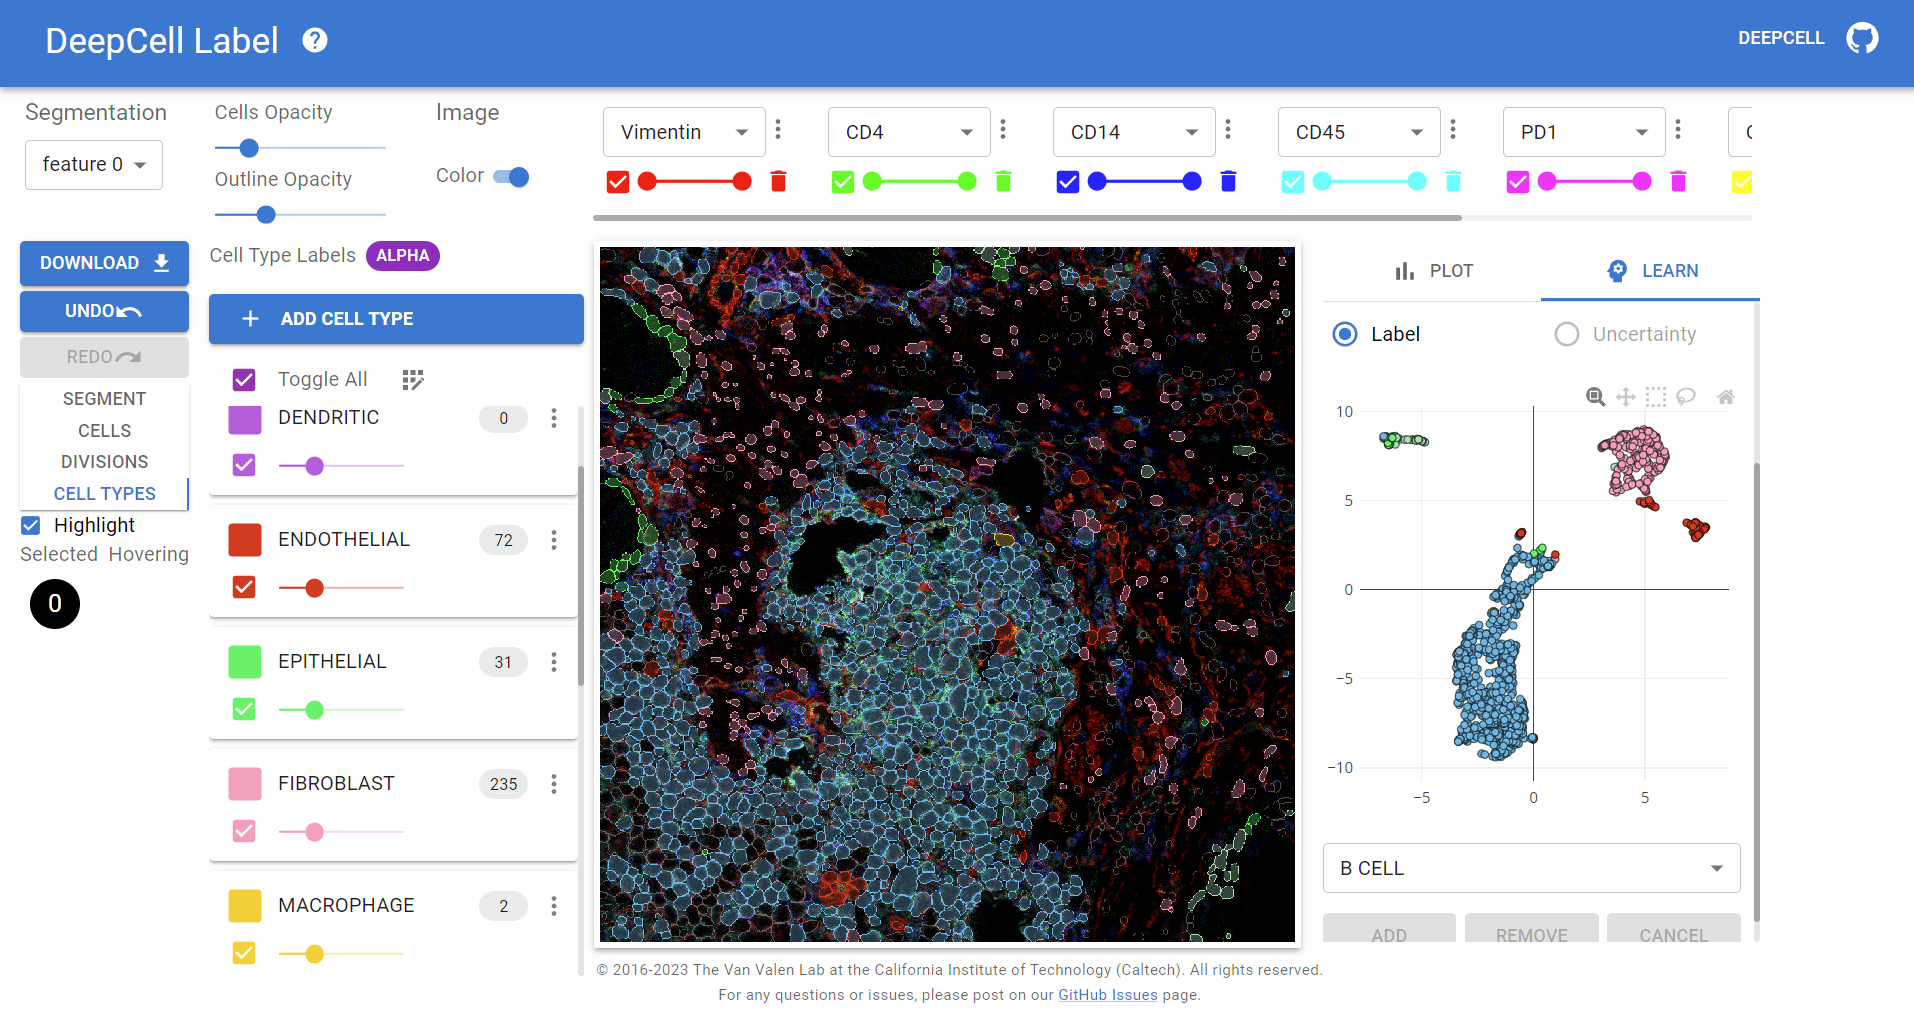 DeepCell Label
DEEPCELL
Segmentation
feature 0
Cells Opacity
Outline Opacity
Image
Color
Vimentin
CD4
CD14
CD45
PD1
DOWNLOAD
UNDO
REDO
SEGMENT
CELLS
DIVISIONS
CELL TYPES
Highlight
Selected Hovering
0
Cell Type Labels ALPHA
+ ADD CELL TYPE
Toggle All
DENDRITIC 0
ENDOTHELIAL 72
EPITHELIAL 31
FIBROBLAST 235
MACROPHAGE 2
PLOT
LEARN
Label
Uncertainty
10
5
0
−5
−10
−5 0 5
B CELL
ADD REMOVE CANCEL
© 2016-2023 The Van Valen Lab at the California Institute of Technology (Caltech). All rights reserved.
For any questions or issues, please post on our GitHub Issues page.